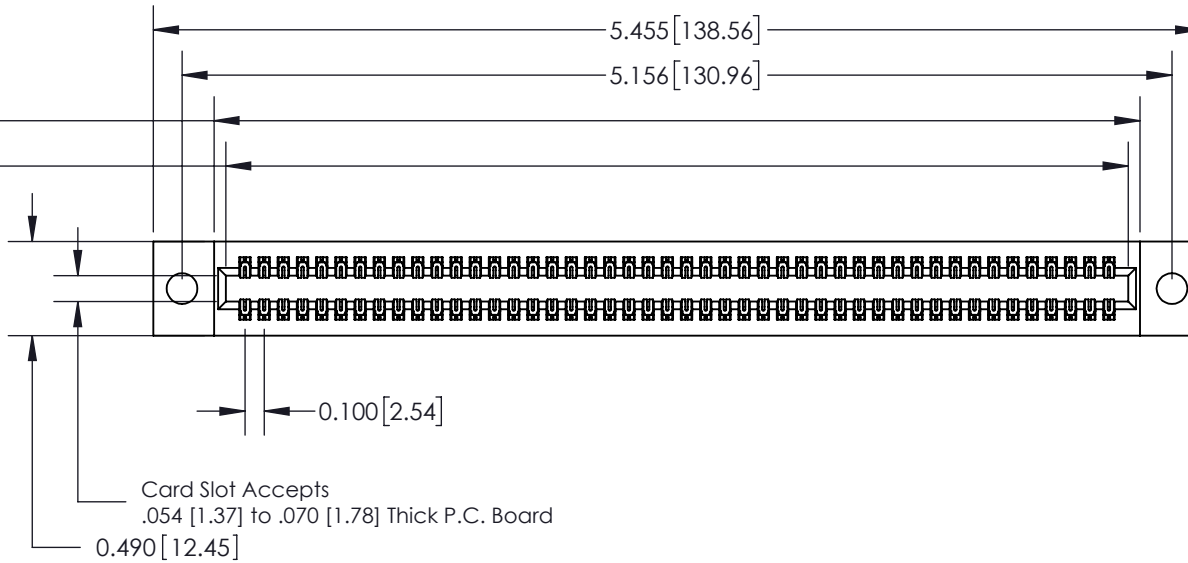 5.455[138.56]
5.156[130.96]
0.100[2.54]
Card Slot Accepts
.054 [1.37] to .070 [1.78] Thick P.C. Board
0.490[12.45]